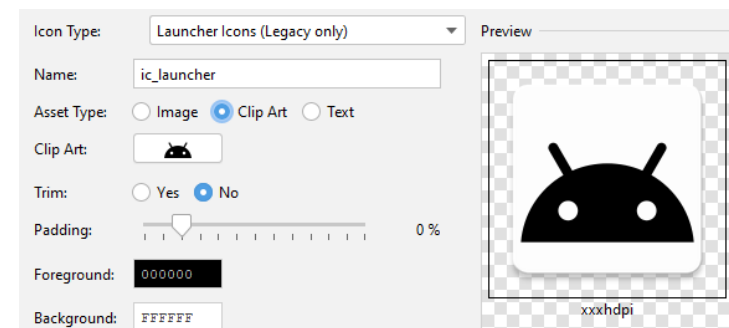 Icon Type: Launcher Icons (Legacy only) Preview
Name: ic_launcher
Asset Type: Image Clip Art Text
Clip Art:
Trim: Yes No
Padding: 0 %
Foreground: 000000
Background: FFFFFF
xxxhdpi